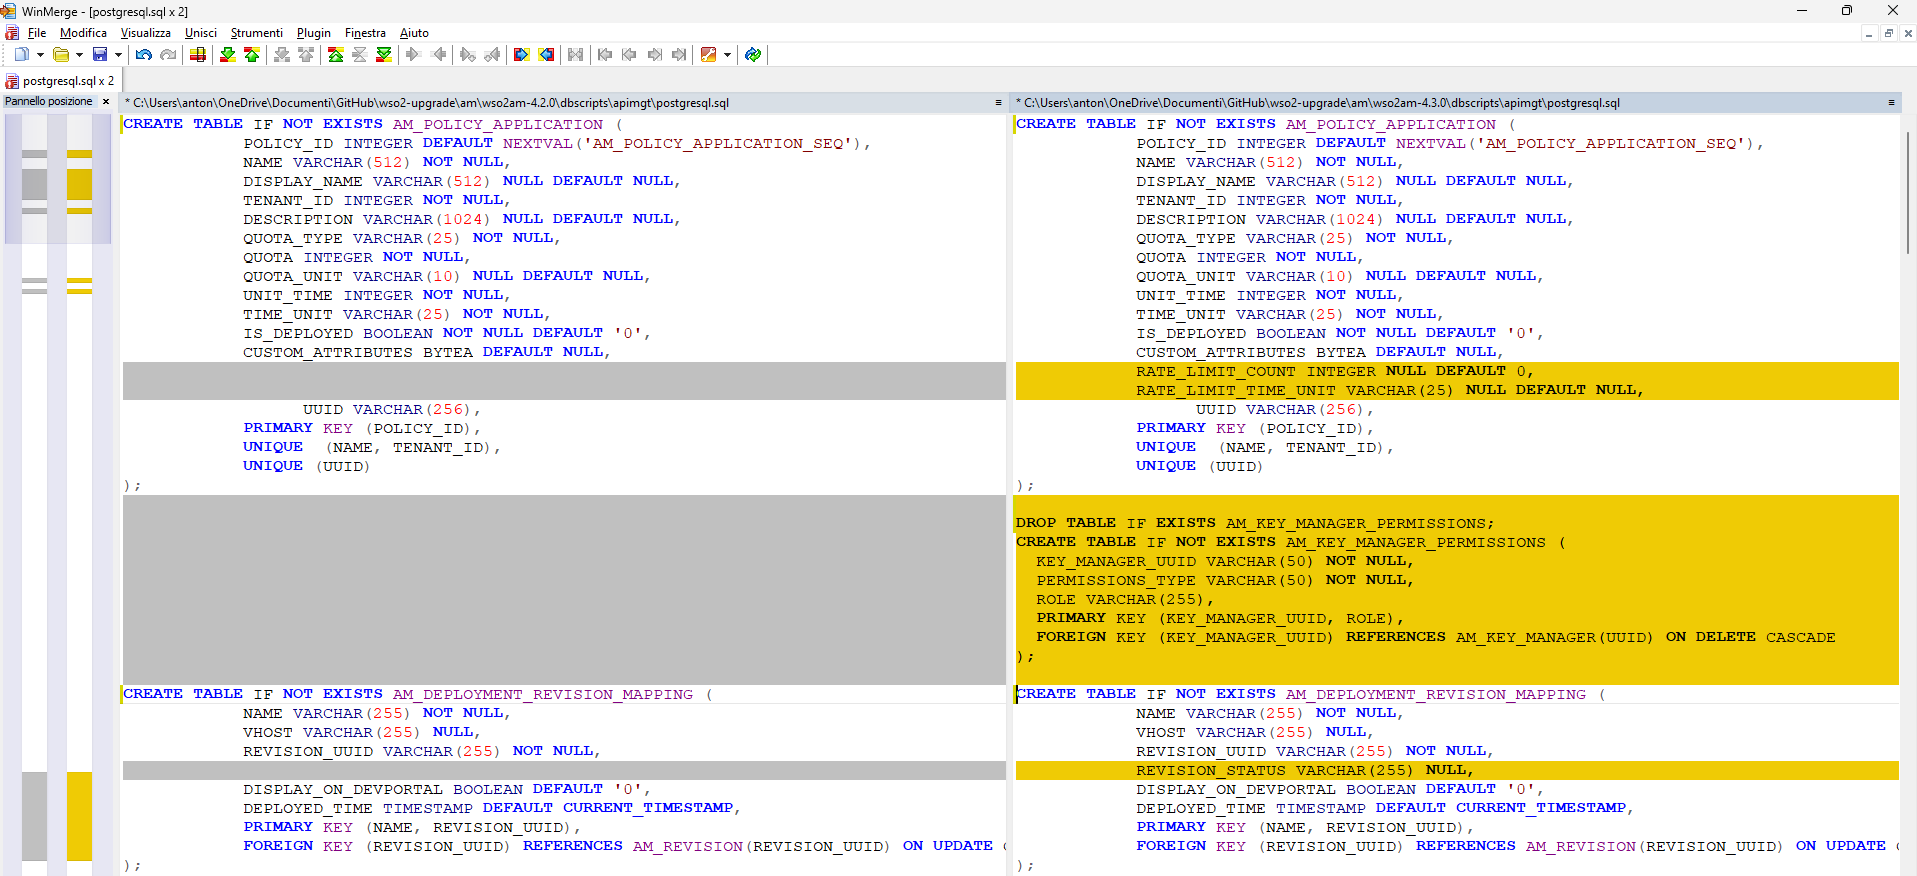 WinMerge - [postgresql.sql x 2]
File Modifica Visualizza Unisci Strumenti Plugin Finestra Aiuto
postgresql.sql x 2
Pannello posizione ×
* C:\Users\anton\OneDrive\Documenti\GitHub\wso2-upgrade\am\wso2am-4.2.0\dbscripts\apimgt\postgresql.sql
CREATE TABLE IF NOT EXISTS AM_POLICY_APPLICATION (
POLICY_ID INTEGER DEFAULT NEXTVAL('AM_POLICY_APPLICATION_SEQ'),
NAME VARCHAR(512) NOT NULL,
DISPLAY_NAME VARCHAR(512) NULL DEFAULT NULL,
TENANT_ID INTEGER NOT NULL,
DESCRIPTION VARCHAR(1024) NULL DEFAULT NULL,
QUOTA_TYPE VARCHAR(25) NOT NULL,
QUOTA INTEGER NOT NULL,
QUOTA_UNIT VARCHAR(10) NULL DEFAULT NULL,
UNIT_TIME INTEGER NOT NULL,
TIME_UNIT VARCHAR(25) NOT NULL,
IS_DEPLOYED BOOLEAN NOT NULL DEFAULT '0',
CUSTOM_ATTRIBUTES BYTEA DEFAULT NULL,
UUID VARCHAR(256),
PRIMARY KEY (POLICY_ID),
UNIQUE  (NAME, TENANT_ID),
UNIQUE (UUID)
);
CREATE TABLE IF NOT EXISTS AM_DEPLOYMENT_REVISION_MAPPING (
NAME VARCHAR(255) NOT NULL,
VHOST VARCHAR(255) NULL,
REVISION_UUID VARCHAR(255) NOT NULL,
DISPLAY_ON_DEVPORTAL BOOLEAN DEFAULT '0',
DEPLOYED_TIME TIMESTAMP DEFAULT CURRENT_TIMESTAMP,
PRIMARY KEY (NAME, REVISION_UUID),
FOREIGN KEY (REVISION_UUID) REFERENCES AM_REVISION(REVISION_UUID) ON UPDATE
);
* C:\Users\anton\OneDrive\Documenti\GitHub\wso2-upgrade\am\wso2am-4.3.0\dbscripts\apimgt\postgresql.sql
CREATE TABLE IF NOT EXISTS AM_POLICY_APPLICATION (
POLICY_ID INTEGER DEFAULT NEXTVAL('AM_POLICY_APPLICATION_SEQ'),
NAME VARCHAR(512) NOT NULL,
DISPLAY_NAME VARCHAR(512) NULL DEFAULT NULL,
TENANT_ID INTEGER NOT NULL,
DESCRIPTION VARCHAR(1024) NULL DEFAULT NULL,
QUOTA_TYPE VARCHAR(25) NOT NULL,
QUOTA INTEGER NOT NULL,
QUOTA_UNIT VARCHAR(10) NULL DEFAULT NULL,
UNIT_TIME INTEGER NOT NULL,
TIME_UNIT VARCHAR(25) NOT NULL,
IS_DEPLOYED BOOLEAN NOT NULL DEFAULT '0',
CUSTOM_ATTRIBUTES BYTEA DEFAULT NULL,
RATE_LIMIT_COUNT INTEGER NULL DEFAULT 0,
RATE_LIMIT_TIME_UNIT VARCHAR(25) NULL DEFAULT NULL,
UUID VARCHAR(256),
PRIMARY KEY (POLICY_ID),
UNIQUE  (NAME, TENANT_ID),
UNIQUE (UUID)
);
DROP TABLE IF EXISTS AM_KEY_MANAGER_PERMISSIONS;
CREATE TABLE IF NOT EXISTS AM_KEY_MANAGER_PERMISSIONS (
KEY_MANAGER_UUID VARCHAR(50) NOT NULL,
PERMISSIONS_TYPE VARCHAR(50) NOT NULL,
ROLE VARCHAR(255),
PRIMARY KEY (KEY_MANAGER_UUID, ROLE),
FOREIGN KEY (KEY_MANAGER_UUID) REFERENCES AM_KEY_MANAGER(UUID) ON DELETE CASCADE
);
CREATE TABLE IF NOT EXISTS AM_DEPLOYMENT_REVISION_MAPPING (
NAME VARCHAR(255) NOT NULL,
VHOST VARCHAR(255) NULL,
REVISION_UUID VARCHAR(255) NOT NULL,
REVISION_STATUS VARCHAR(255) NULL,
DISPLAY_ON_DEVPORTAL BOOLEAN DEFAULT '0',
DEPLOYED_TIME TIMESTAMP DEFAULT CURRENT_TIMESTAMP,
PRIMARY KEY (NAME, REVISION_UUID),
FOREIGN KEY (REVISION_UUID) REFERENCES AM_REVISION(REVISION_UUID) ON UPDATE
);